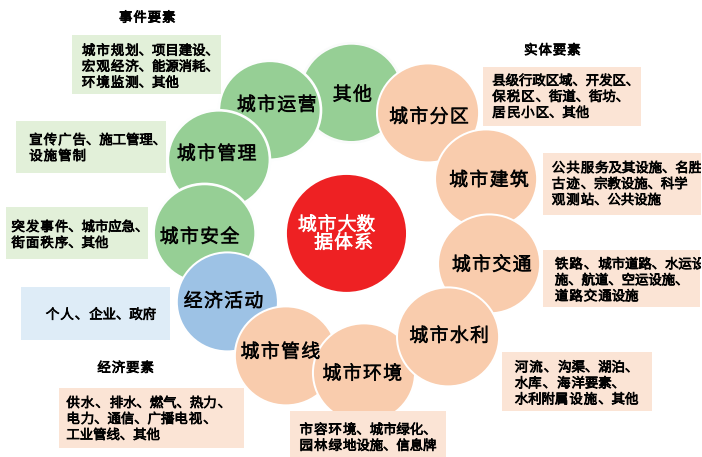 事件要素
城市规划、项目建设、
宏观经济、能源消耗、
环境监测、其他
城市运营
其他
实体要素
县级行政区域、开发区、
保税区、街道、街坊、
居民小区、其他
城市分区
宣传广告、施工管理、
设施管制
城市管理
城市建筑
公共服务及其设施、名胜
古迹、宗教设施、科学
观测站、公共设施
突发事件、城市应急、
街面秩序、其他
城市安全
城市大数
据体系
城市交通
铁路、城市道路、水运设
施、航道、空运设施、
道路交通设施
个人、企业、政府
经济活动
经济要素
城市水利
河流、沟渠、湖泊、
水库、海洋要素、
水利附属设施、其他
城市管线
供水、排水、燃气、热力、
电力、通信、广播电视、
工业管线、其他
城市环境
市容环境、城市绿化、
园林绿地设施、信息牌